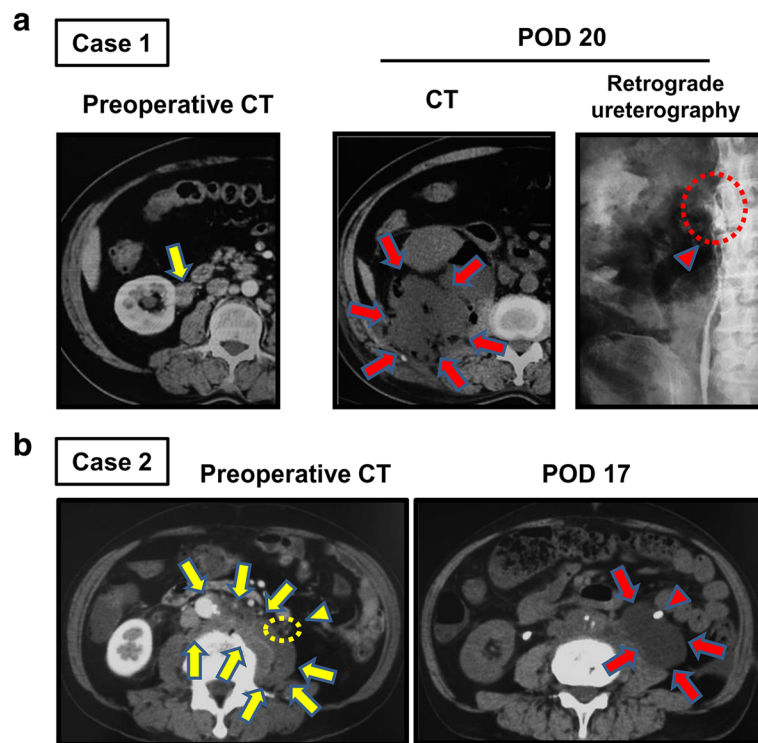 a
Case 1
POD 20
Preoperative CT
CT
Retrograde
ureterography
b
Case 2
Preoperative CT
POD 17